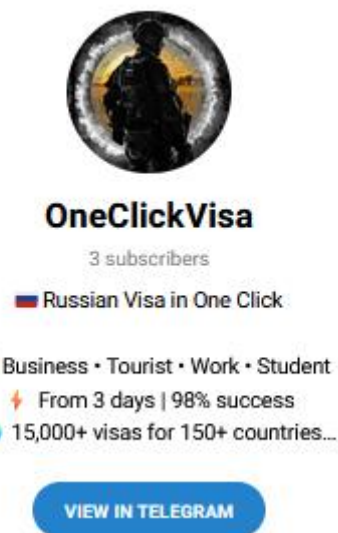 OneClickVisa
3 subscribers
🇷🇺 Russian Visa in One Click
Business • Tourist • Work • Student
⚡ From 3 days | 98% success
15,000+ visas for 150+ countries...
VIEW IN TELEGRAM